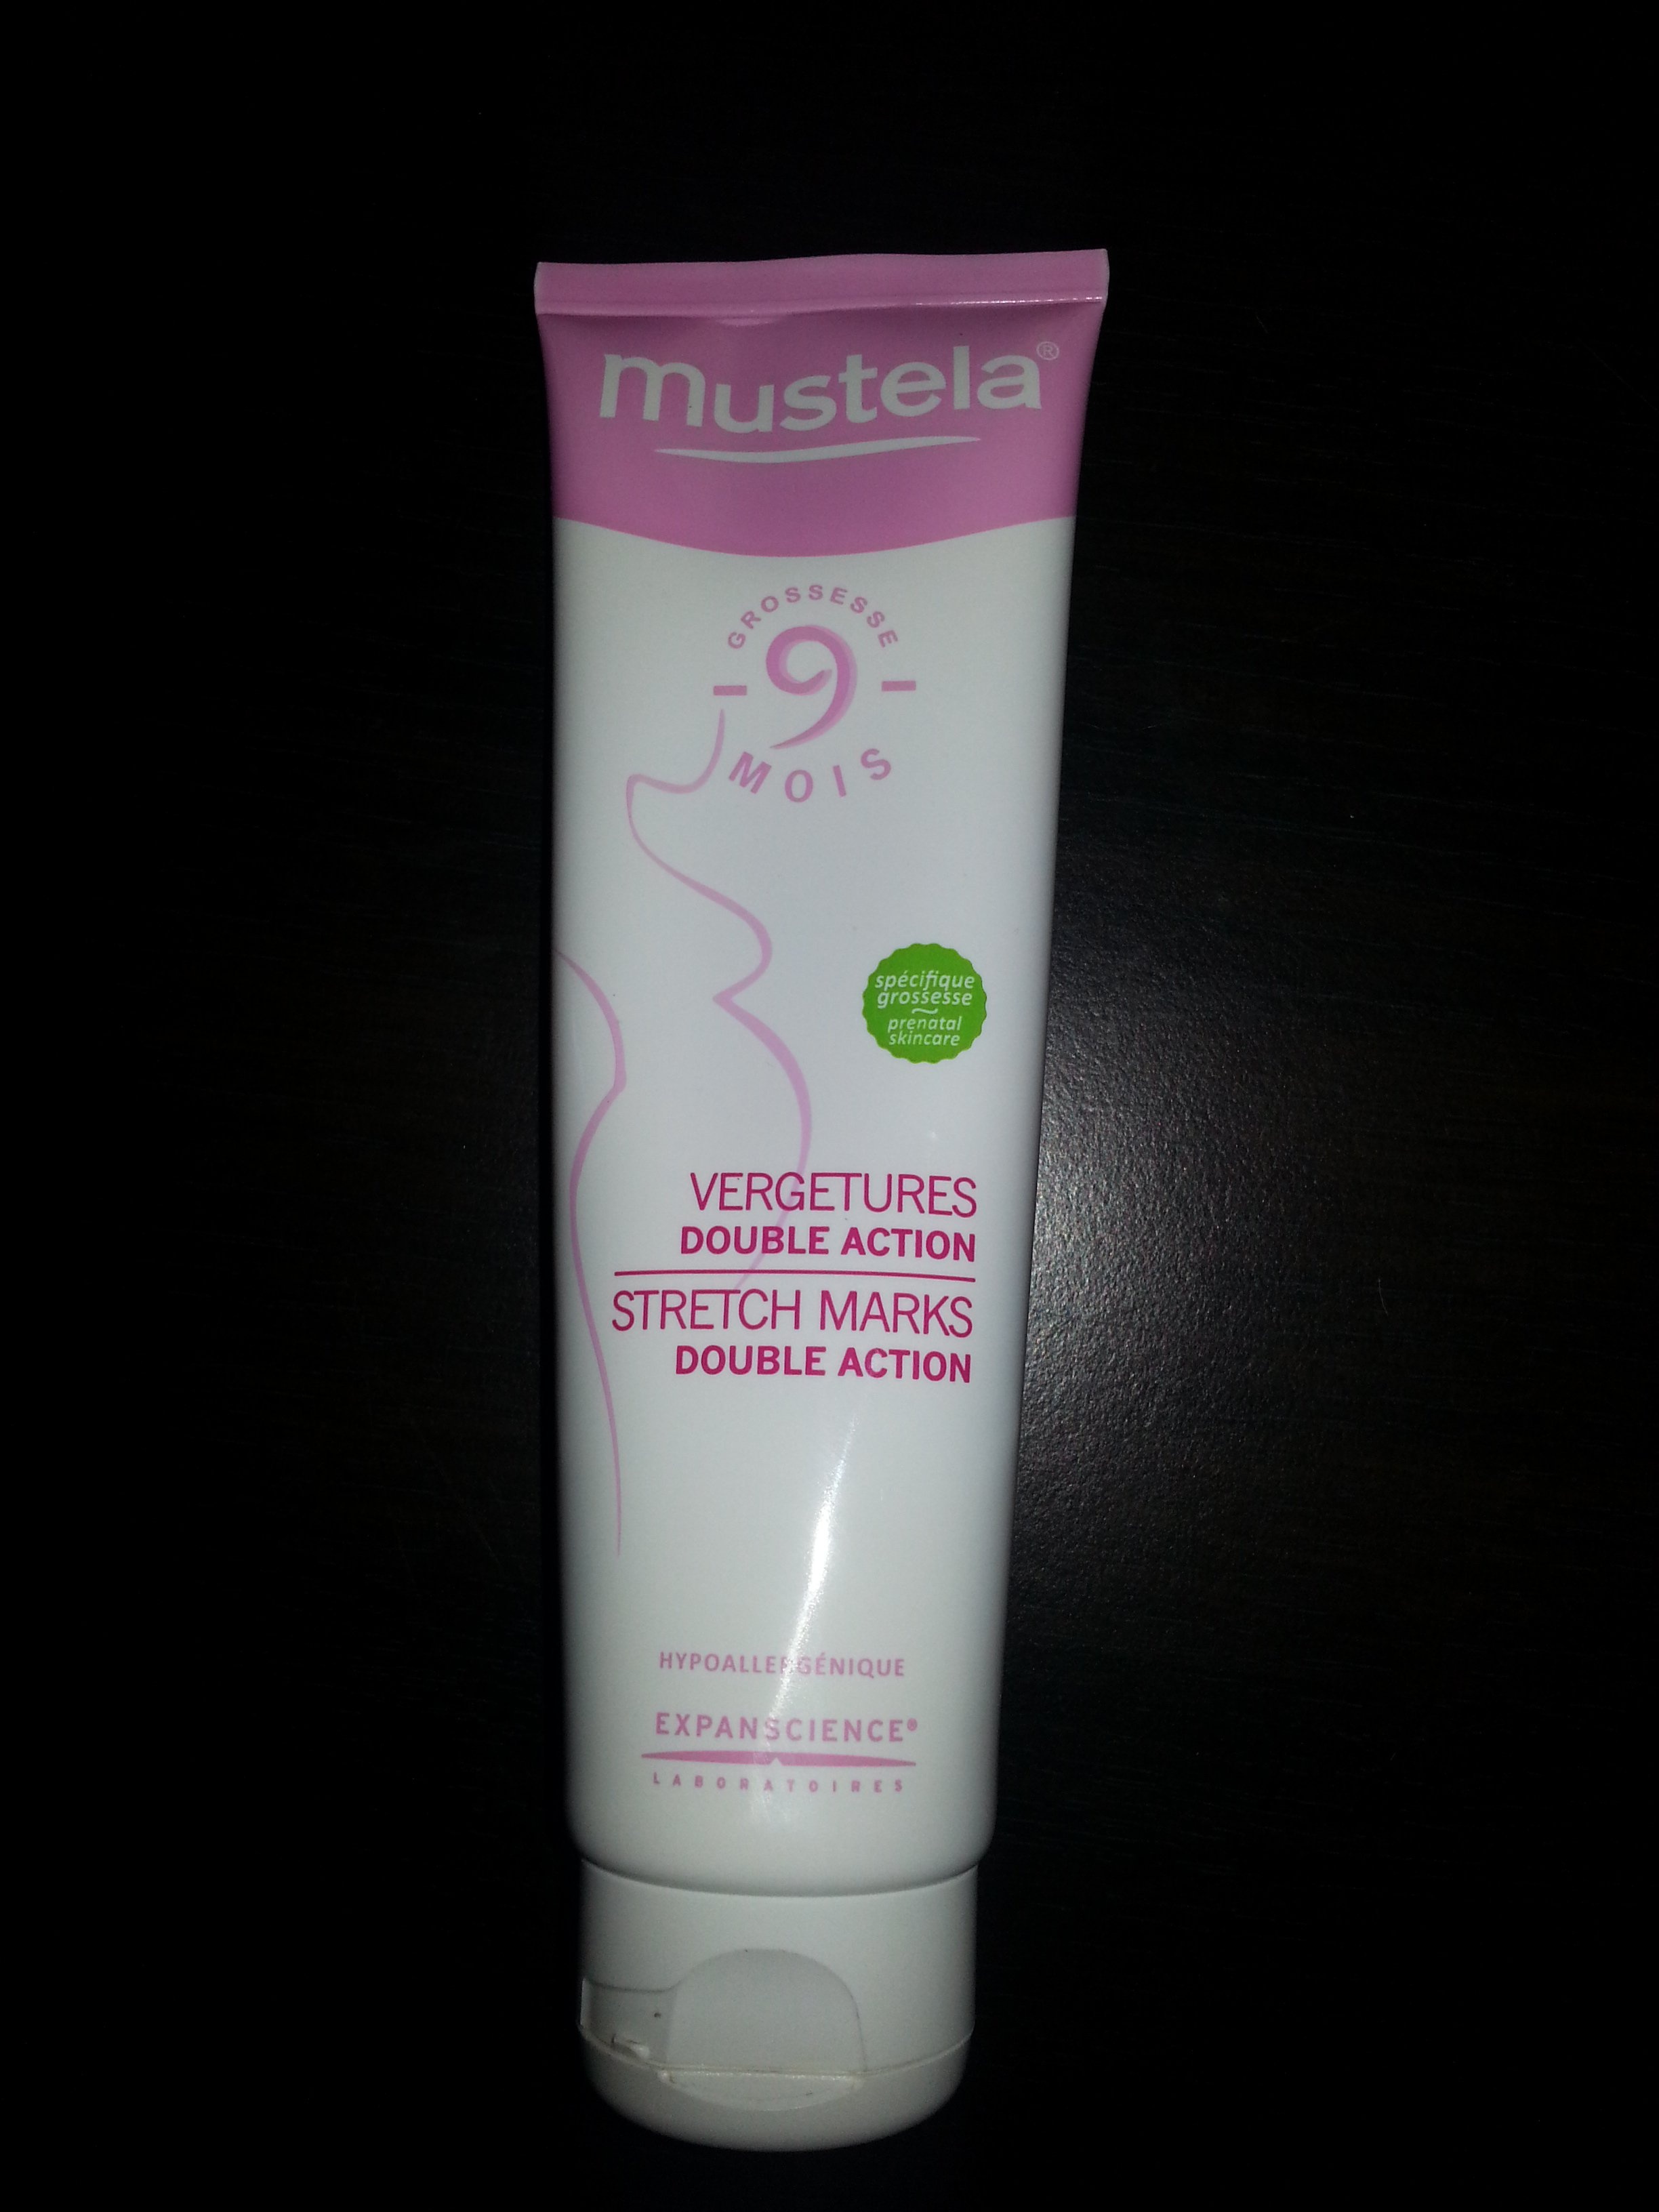 mustela®
GROSSESSE
9
MOIS
spécifique
grossesse
~
prenatal
skincare
VERGETURES
DOUBLE ACTION
STRETCH MARKS
DOUBLE ACTION
HYPOALLERGÉNIQUE
EXPANSCIENCE®
LABORATOIRES